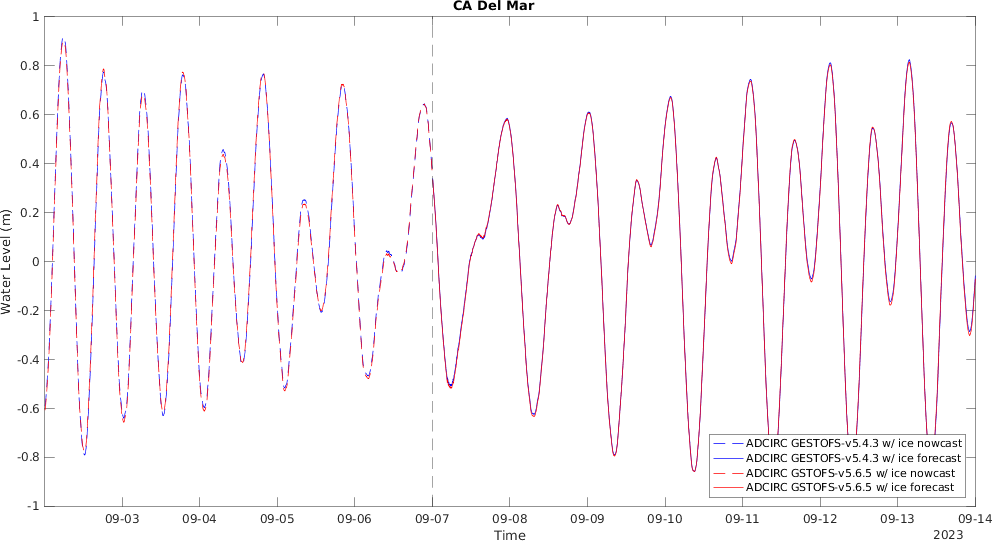 CA Del Mar
1
0.8
0.6
0.4
0.2
0
-0.2
-0.4
-0.6
-0.8
-1
Water Level (m)
ADCIRC GESTOFS-v5.4.3 w/ ice nowcast
ADCIRC GESTOFS-v5.4.3 w/ ice forecast
ADCIRC GSTOFS-v5.6.5 w/ ice nowcast
ADCIRC GSTOFS-v5.6.5 w/ ice forecast
09-03 09-04 09-05 09-06 09-07 09-08 09-09 09-10 09-11 09-12 09-13 09-14
Time
2023